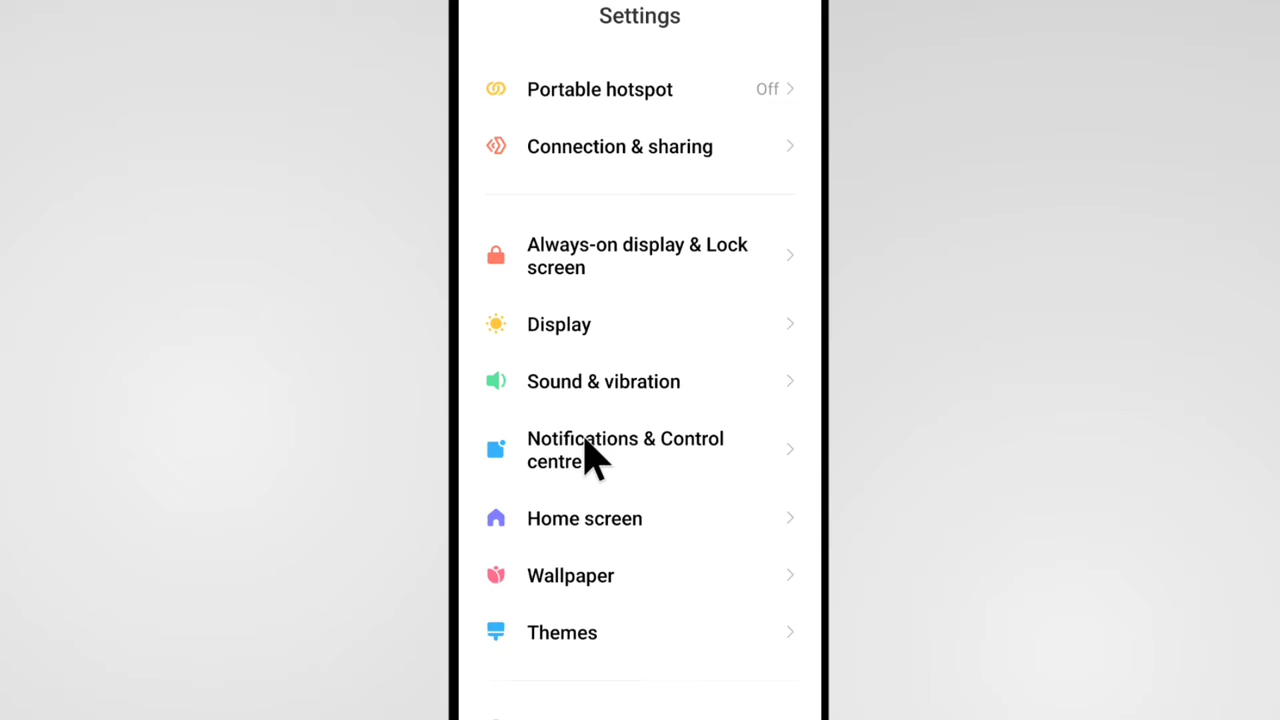 Settings
Portable hotspot Off
Connection & sharing
Always-on display & Lock
screen
Display
Sound & vibration
Notifications & Control
centre
Home screen
Wallpaper
Themes